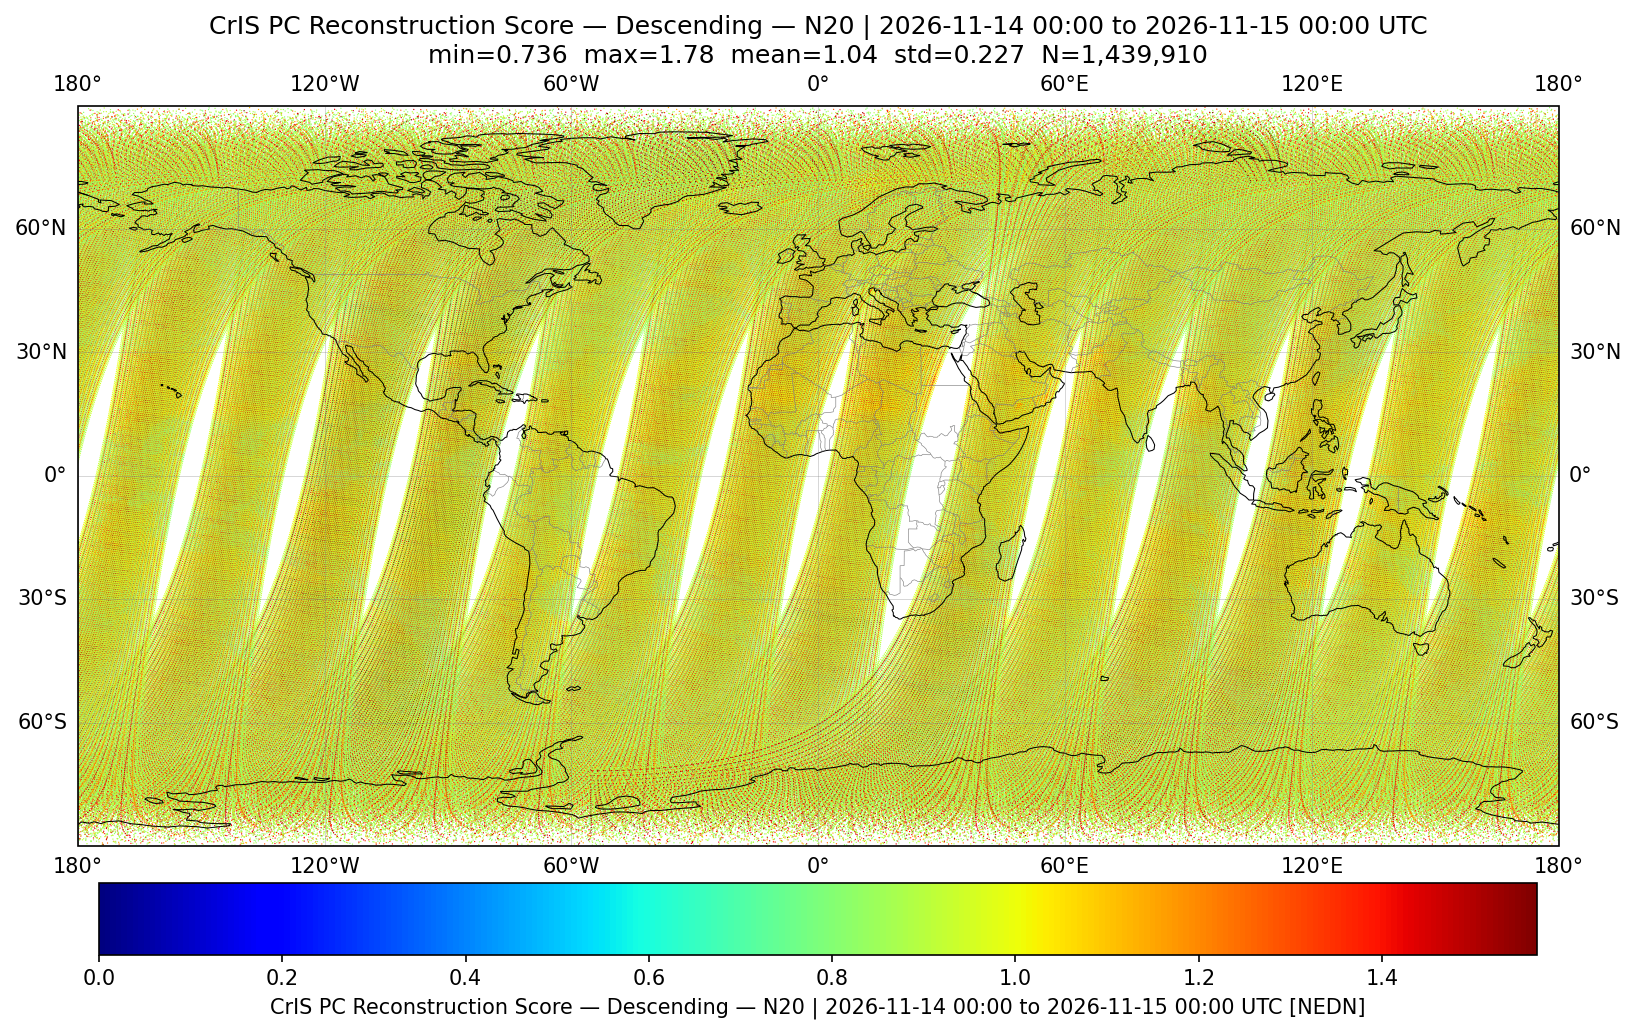 CrIS PC Reconstruction Score — Descending — N20 | 2026-11-14 00:00 to 2026-11-15 00:00 UTC
min=0.736 max=1.78 mean=1.04 std=0.227 N=1,439,910
180° 120°W 60°W 0° 60°E 120°E 180°
60°N 60°N
30°N 30°N
0° 0°
30°S 30°S
60°S 60°S
180° 120°W 60°W 0° 60°E 120°E 180°
0.0 0.2 0.4 0.6 0.8 1.0 1.2 1.4
CrIS PC Reconstruction Score — Descending — N20 | 2026-11-14 00:00 to 2026-11-15 00:00 UTC [NEDN]